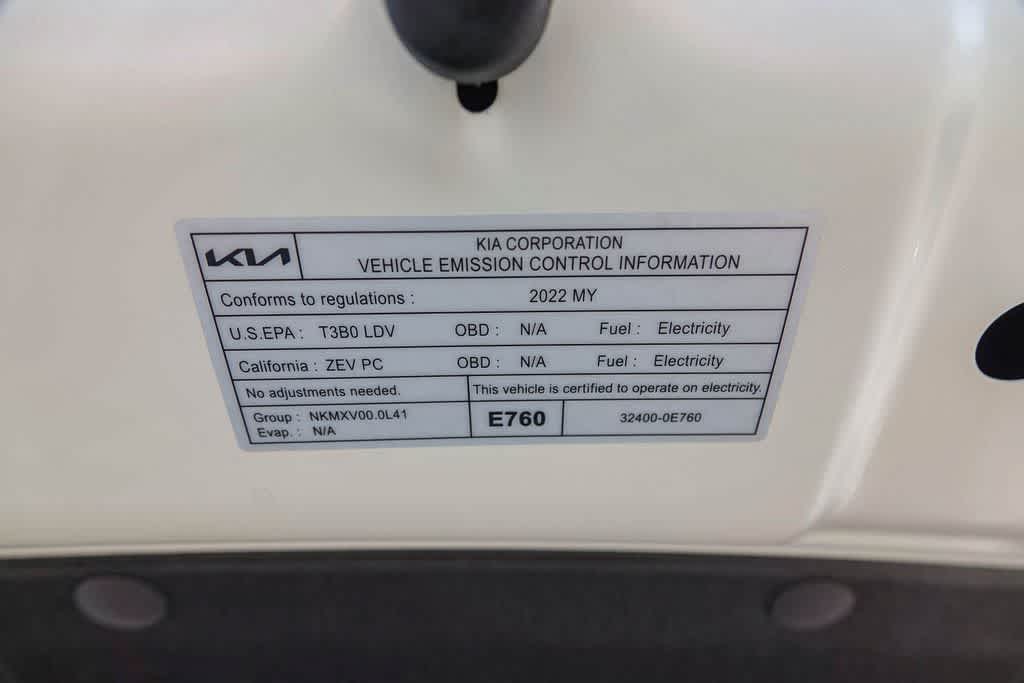 KIA KIA CORPORATION
VEHICLE EMISSION CONTROL INFORMATION
Conforms to regulations : 2022 MY
U.S.EPA : T3B0 LDV OBD : N/A Fuel : Electricity
California : ZEV PC OBD : N/A Fuel : Electricity
No adjustments needed. This vehicle is certified to operate on electricity.
Group : NKMXV00.0L41
Evap. : N/A
E760 32400-0E760